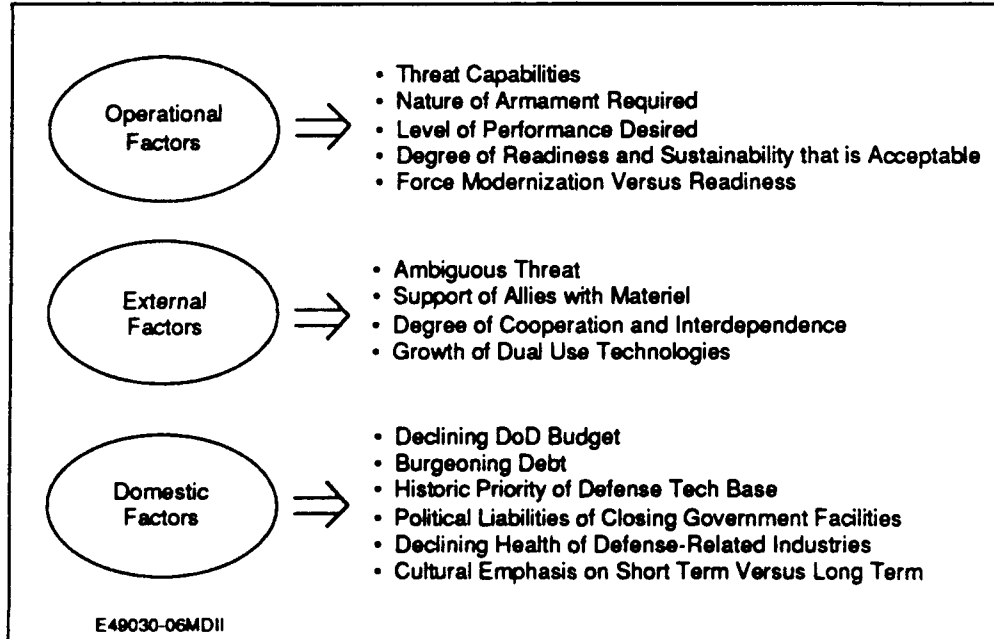 Operational
Factors
• Threat Capabilities
• Nature of Armament Required
• Level of Performance Desired
• Degree of Readiness and Sustainability that is Acceptable
• Force Modernization Versus Readiness
External
Factors
• Ambiguous Threat
• Support of Allies with Materiel
• Degree of Cooperation and Interdependence
• Growth of Dual Use Technologies
Domestic
Factors
• Declining DoD Budget
• Burgeoning Debt
• Historic Priority of Defense Tech Base
• Political Liabilities of Closing Government Facilities
• Declining Health of Defense-Related Industries
• Cultural Emphasis on Short Term Versus Long Term
E49030-06MDII